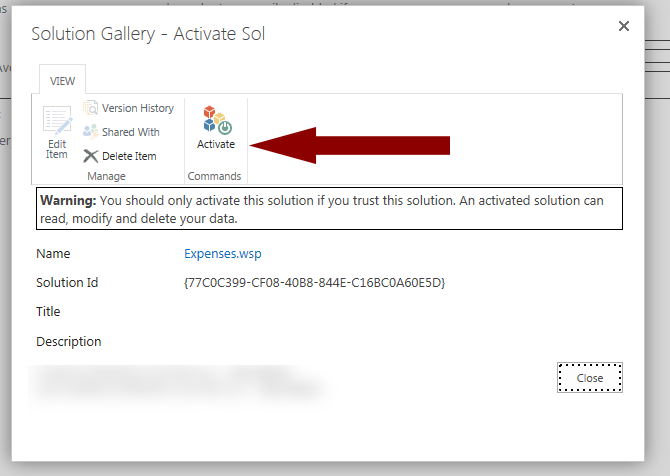 Solution Gallery - Activate Sol
VIEW
Edit
Item
Version History
Shared With
Delete Item
Manage
Activate
Commands
Warning: You should only activate this solution if you trust this solution. An activated solution can
read, modify and delete your data.
Name
Expenses.wsp
Solution Id
{77C0C399-CF08-40B8-844E-C16BC0A60E5D}
Title
Description
Close